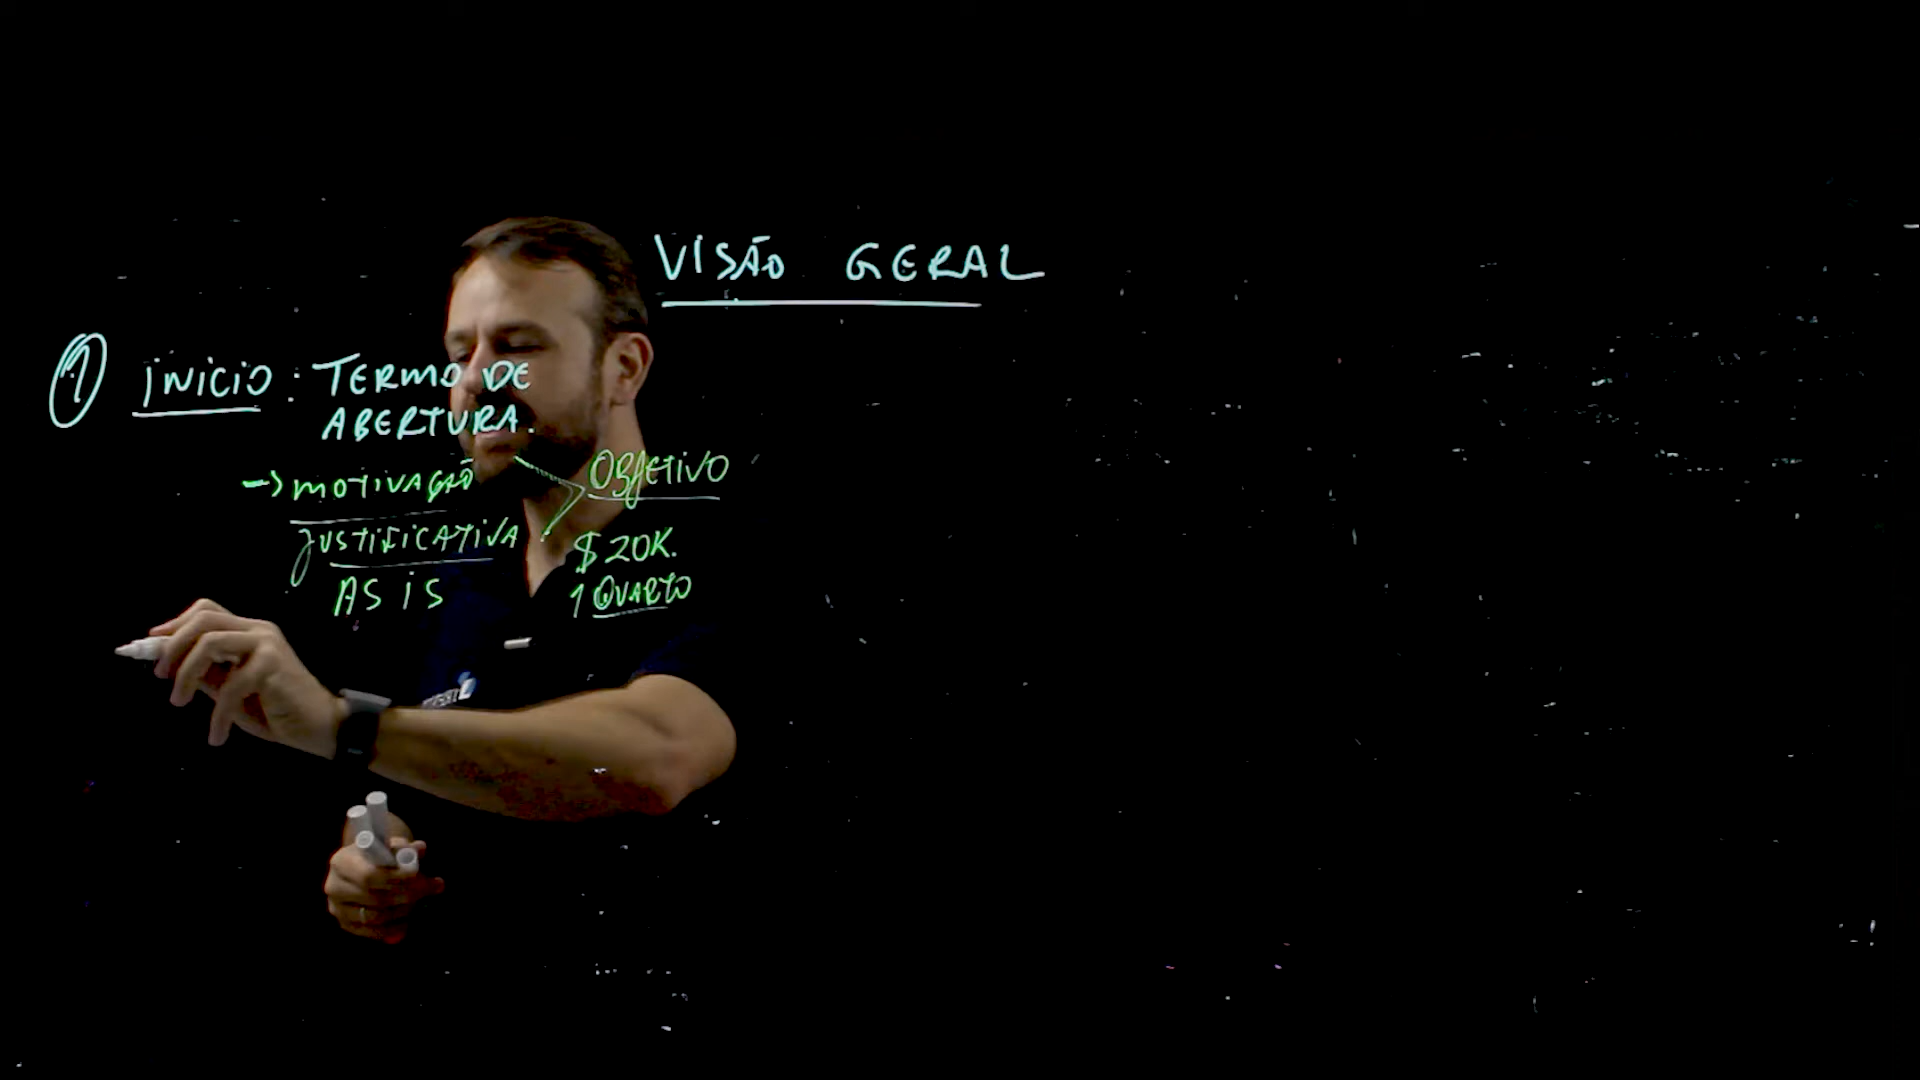 VISÃO GERAL
1 INICIO : TERMO DE
ABERTURA.
→ MOTIVAÇÃO
OBJETIVO
JUSTIFICATIVA
$ 20K.
AS IS
1 QUARTO